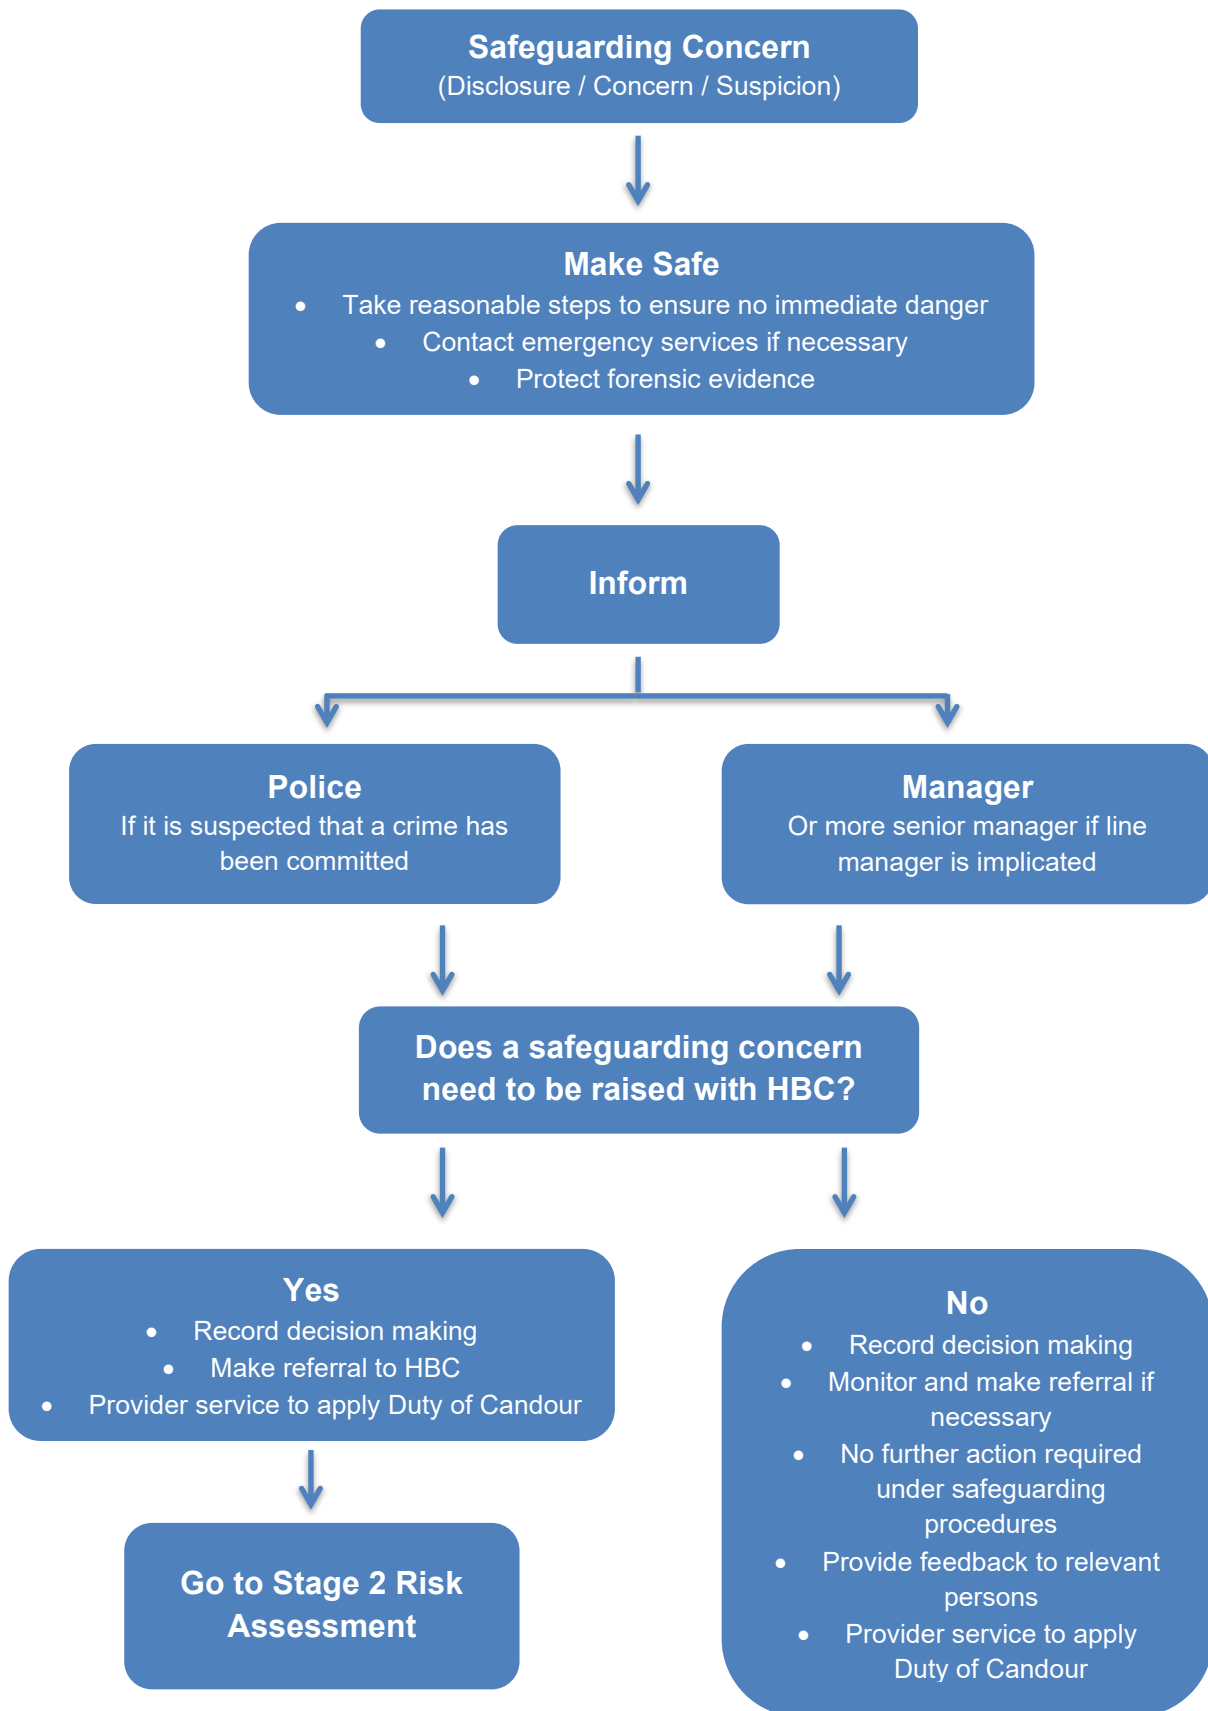 Safeguarding Concern
(Disclosure / Concern / Suspicion)
Make Safe
• Take reasonable steps to ensure no immediate danger
• Contact emergency services if necessary
• Protect forensic evidence
Inform
Police
If it is suspected that a crime has
been committed
Manager
Or more senior manager if line
manager is implicated
Does a safeguarding concern
need to be raised with HBC?
Yes
• Record decision making
• Make referral to HBC
• Provider service to apply Duty of Candour
Go to Stage 2 Risk
Assessment
No
• Record decision making
• Monitor and make referral if
necessary
• No further action required
under safeguarding
procedures
• Provide feedback to relevant
persons
• Provider service to apply
Duty of Candour